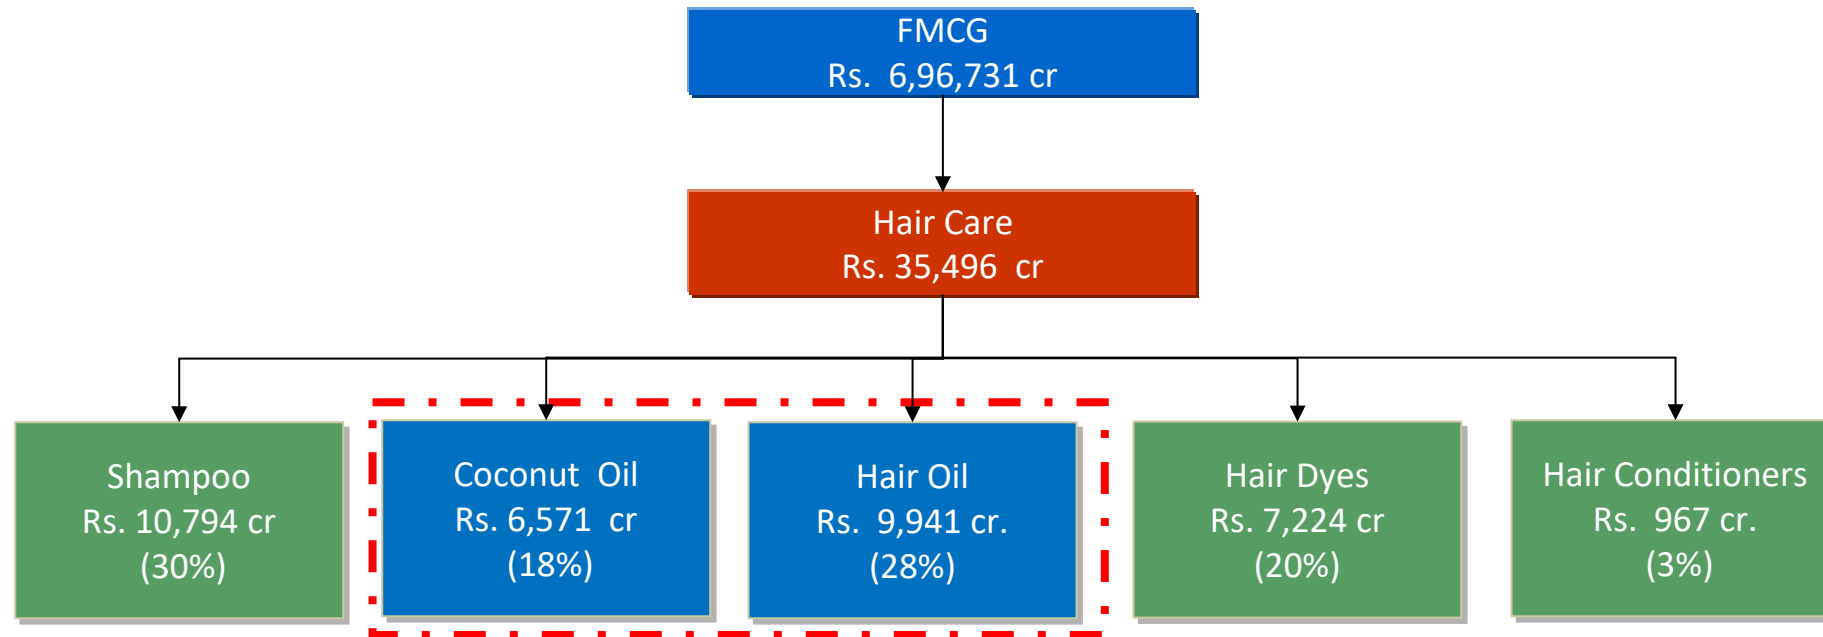 FMCG
Rs. 6,96,731 cr
Hair Care
Rs. 35,496 cr
Shampoo
Rs. 10,794 cr
(30%)
Coconut Oil
Rs. 6,571 cr
(18%)
Hair Oil
Rs. 9,941 cr.
(28%)
Hair Dyes
Rs. 7,224 cr
(20%)
Hair Conditioners
Rs. 967 cr.
(3%)